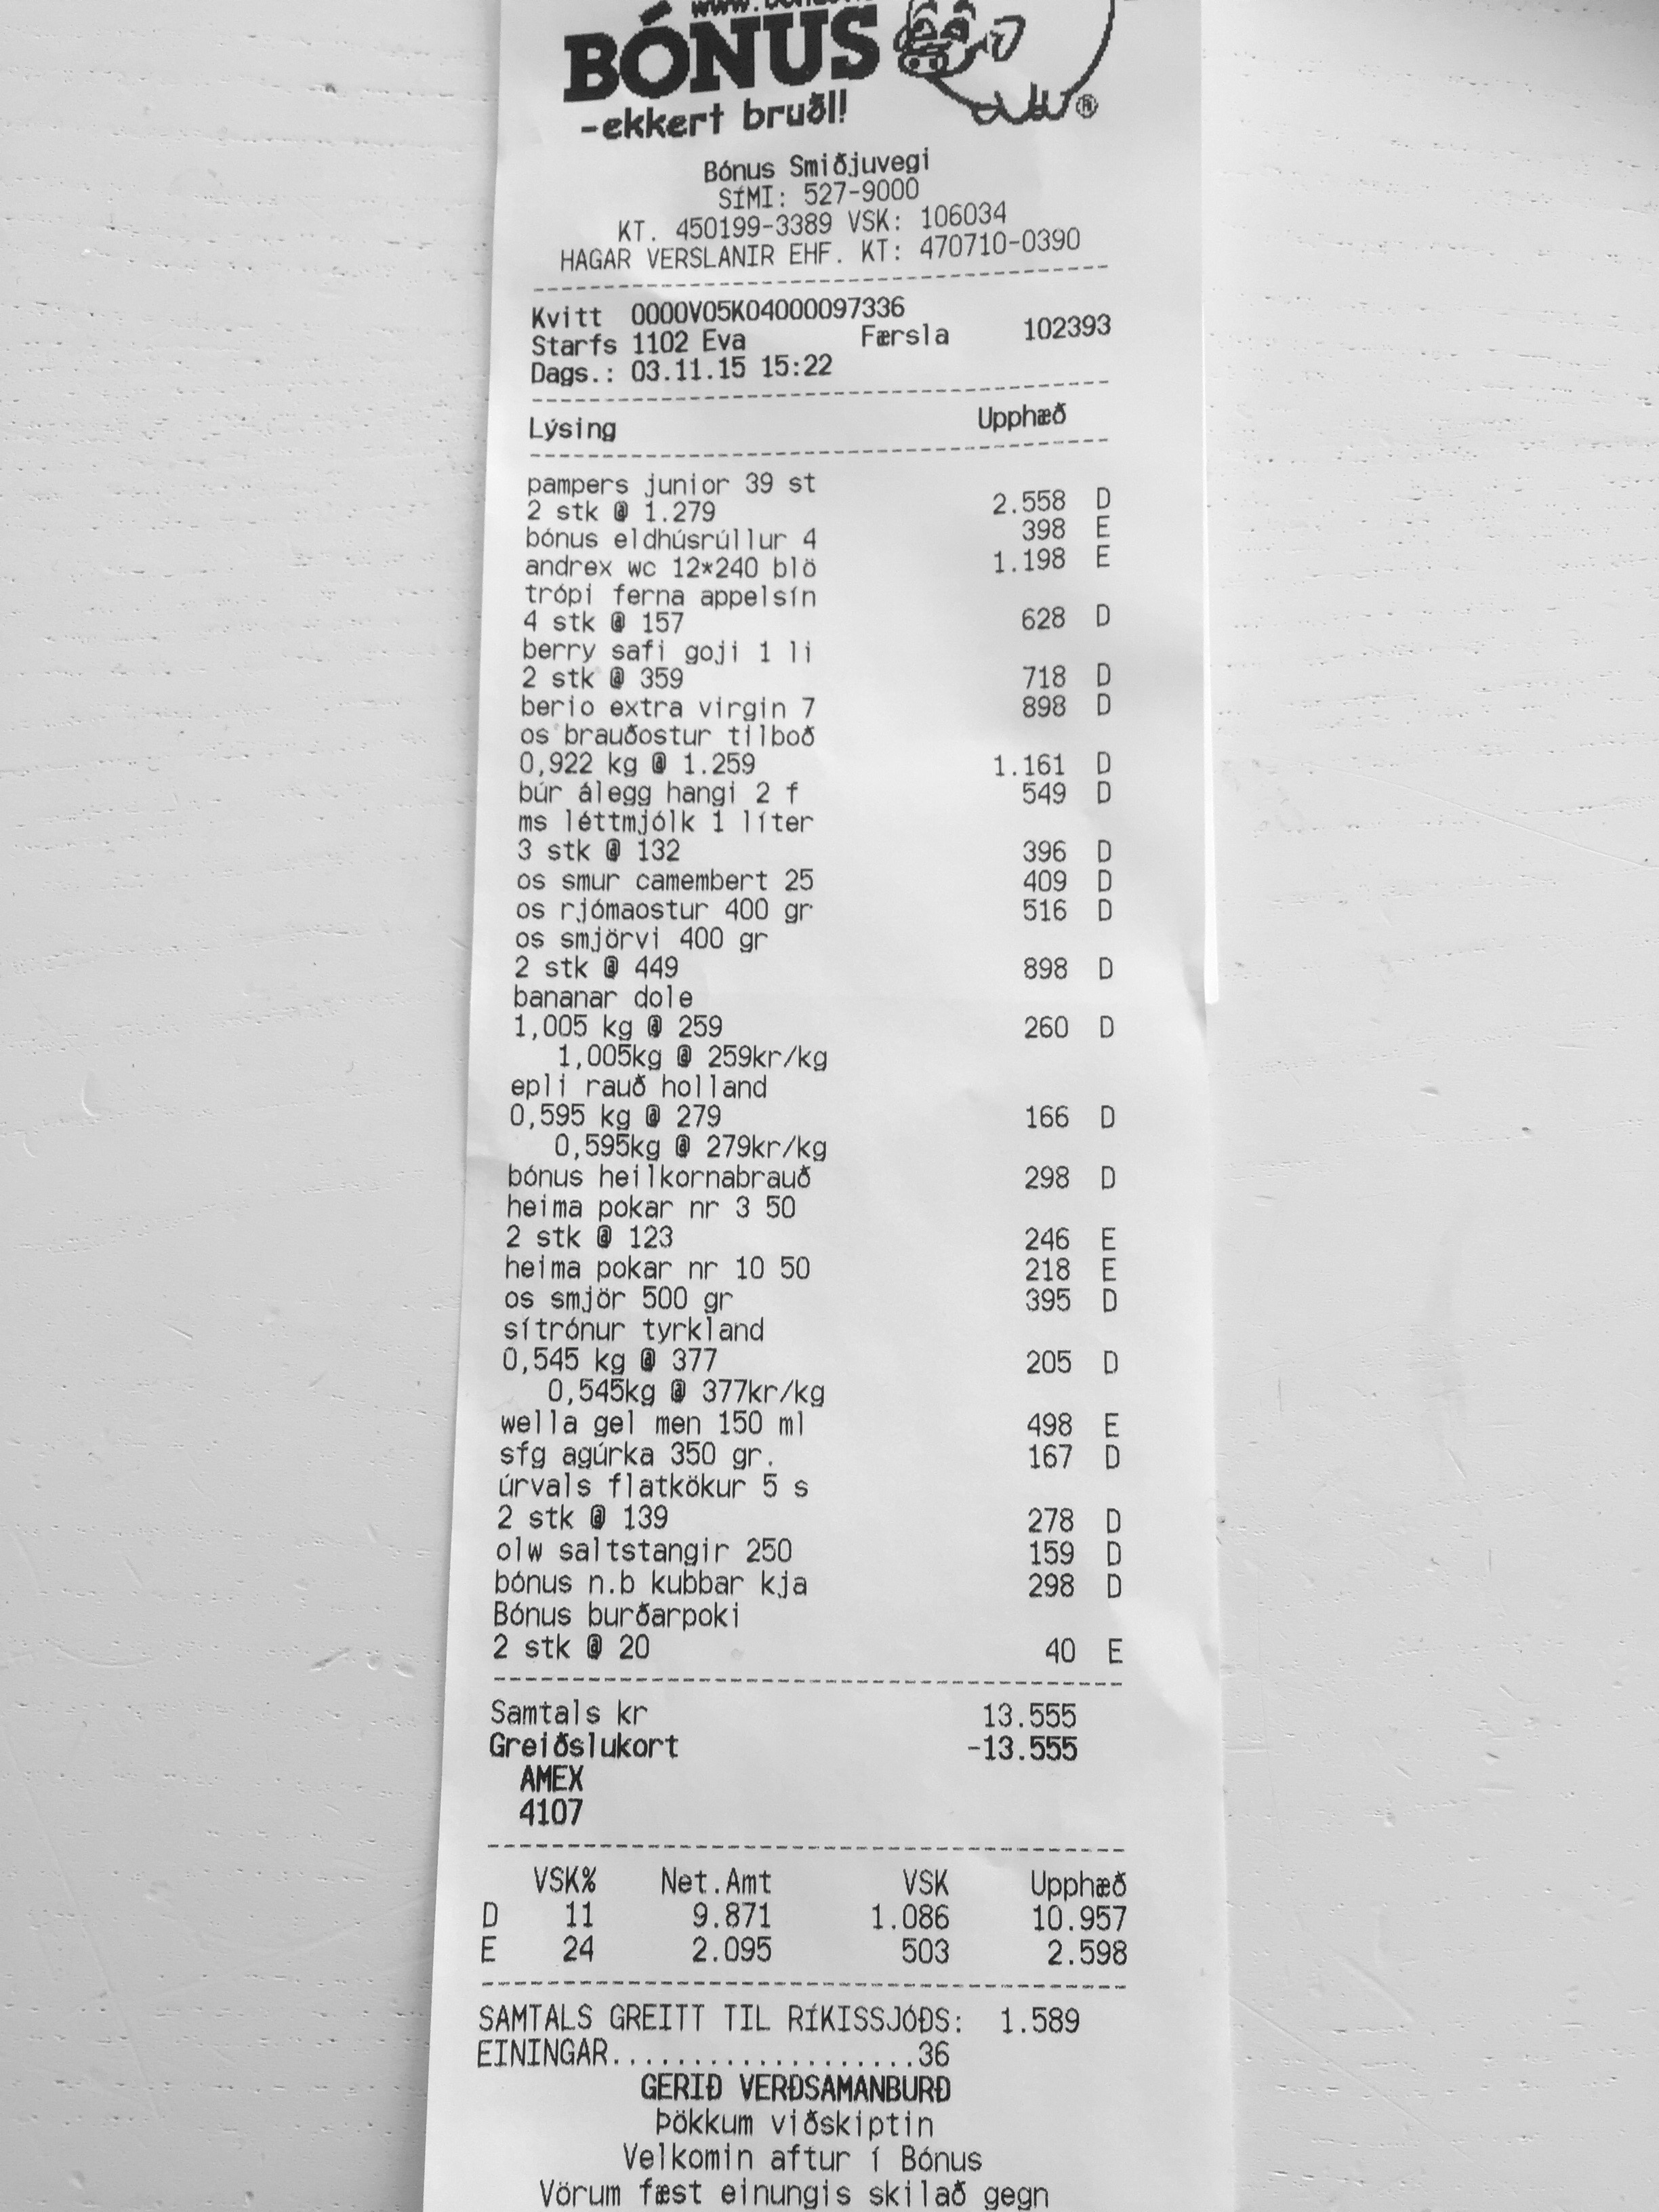 BÓNUS
-ekkert bruðl!
Bónus Smiðjuvegi
SÍMI: 527-9000
KT. 450199-3389 VSK: 106034
HAGAR VERSLANIR EHF. KT: 470710-0390
Kvitt 0000V05K04000097336
Starfs 1102 Eva Færsla 102393
Dags.: 03.11.15 15:22
Lýsing Upphæð
pampers junior 39 st
2 stk @ 1.279 2.558 D
bónus eldhúsrúllur 4 398 E
andrex wc 12*240 blö 1.198 E
trópi ferna appelsín
4 stk @ 157 628 D
berry safi goji 1 li
2 stk @ 359 718 D
berio extra virgin 7 898 D
os brauðostur tilboð
0,922 kg @ 1.259 1.161 D
búr álegg hangi 2 f 549 D
ms léttmjólk 1 líter
3 stk @ 132 396 D
os smur camembert 25 409 D
os rjómaostur 400 gr 516 D
os smjörvi 400 gr
2 stk @ 449 898 D
bananar dole
1,005 kg @ 259 260 D
1,005kg @ 259kr/kg
epli rauð holland
0,595 kg @ 279 166 D
0,595kg @ 279kr/kg
bónus heilkornabrauð 298 D
heima pokar nr 3 50
2 stk @ 123 246 E
heima pokar nr 10 50 218 E
os smjör 500 gr 395 D
sítrónur tyrkland
0,545 kg @ 377 205 D
0,545kg @ 377kr/kg
wella gel men 150 ml 498 E
sfg agúrka 350 gr. 167 D
úrvals flatkökur 5 s
2 stk @ 139 278 D
olw saltstangir 250 159 D
bónus n.b kubbar kja 298 D
Bónus burðarpoki
2 stk @ 20 40 E
Samtals kr 13.555
Greiðslukort -13.555
AMEX
4107
VSK% Net.Amt VSK Upphæð
D 11 9.871 1.086 10.957
E 24 2.095 503 2.598
SAMTALS GREITT TIL RÍKISSJÓÐS: 1.589
EININGAR...................36
GERIÐ VERÐSAMANBURÐ
Þökkum viðskiptin
Velkomin aftur í Bónus
Vörum fæst einungis skilað gegn